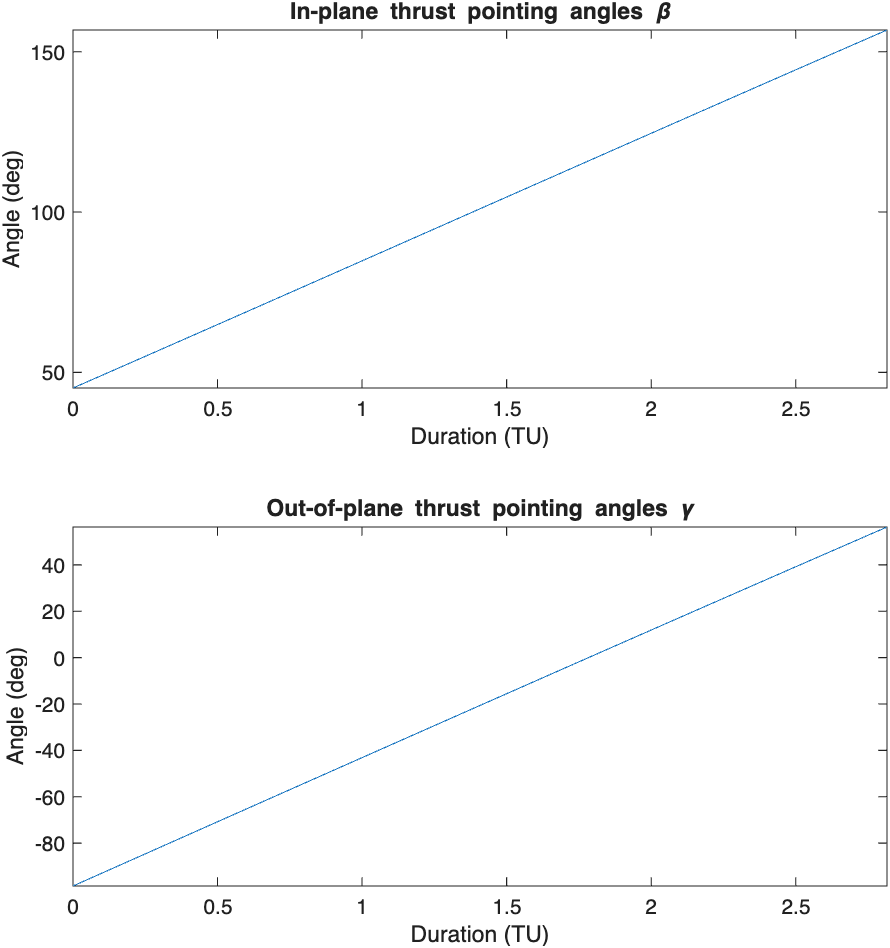 In-plane thrust pointing angles β
150
100
50
Angle (deg)
0 0.5 1 1.5 2 2.5
Duration (TU)
Out-of-plane thrust pointing angles γ
40
20
0
-20
-40
-60
-80
Angle (deg)
0 0.5 1 1.5 2 2.5
Duration (TU)